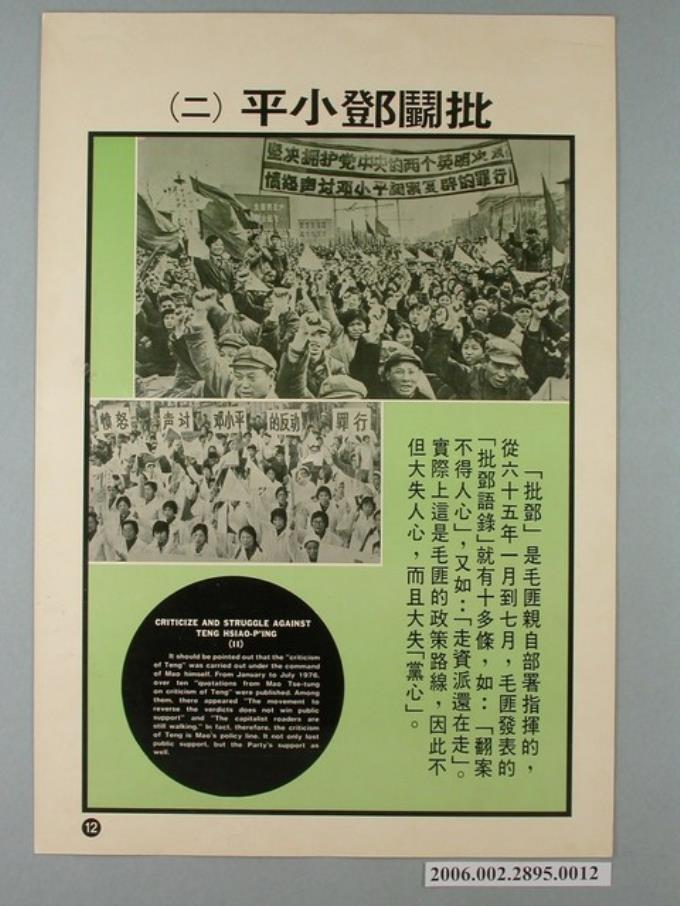 批鬭鄧小平（二）
坚决拥护党中央的两个英明决
愤怒声讨邓小平翻案复辟的罪行
愤怒 声讨 邓小平 的反动 罪行
「批鄧」是毛匪親自部署指揮的，
從六十五年一月到七月，毛匪發表的
「批鄧語錄」就有十多條，如：「翻案
不得人心」，又如：「走資派還在走」。
實際上這是毛匪的政策路線，因此不
但大失人心，而且大失「黨心」。
CRITICIZE AND STRUGGLE AGAINST
TENG HSIAO-P'ING
(II)
It should be pointed out that the "criticism
of Teng" was carried out under the command
of Mao himself. From January to July 1976,
over ten "quotations from Mao Tse-tung
on criticism of Teng" were published. Among
them, there appeared "The movement to
reverse the verdicts does not win public
support" and "The capitalist readers are
still walking." In fact, therefore, the criticism
of Teng is Mao's policy line. It not only lost
public support, but the Party's support as
well.
12
2006.002.2895.0012